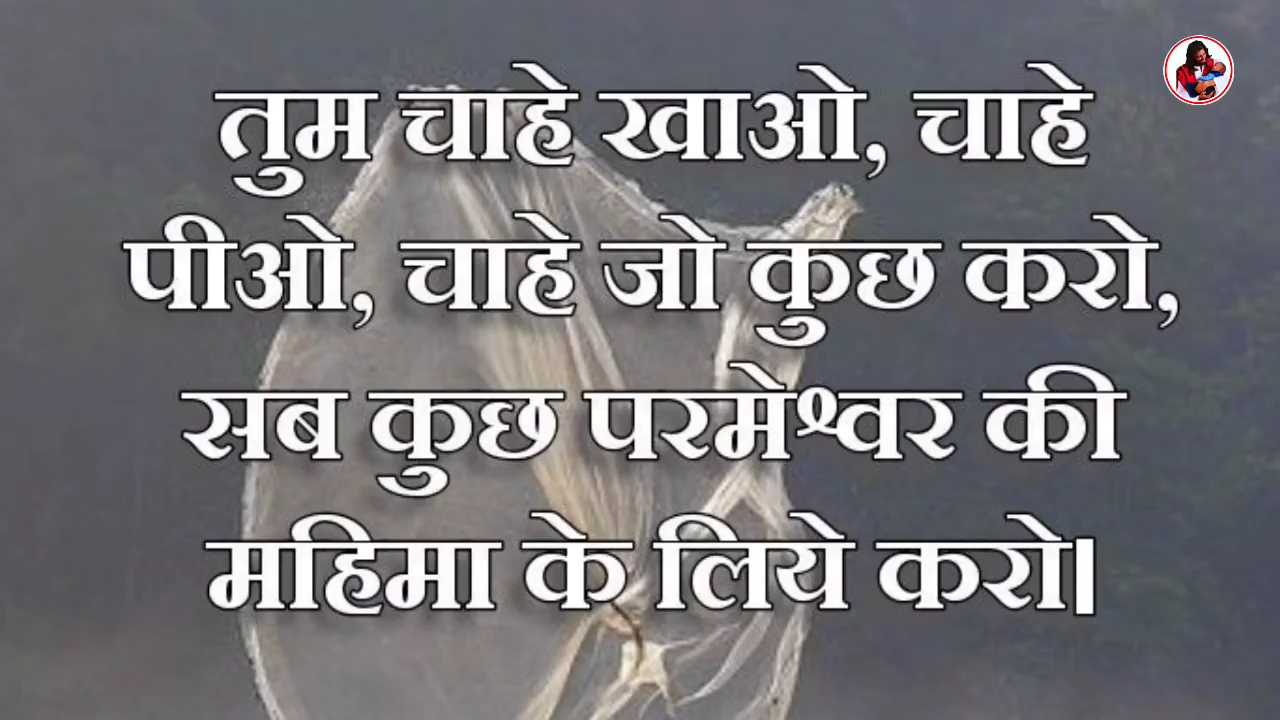 तुम चाहे खाओ, चाहे
पीओ, चाहे जो कुछ करो,
सब कुछ परमेश्वर की
महिमा के लिये करो|